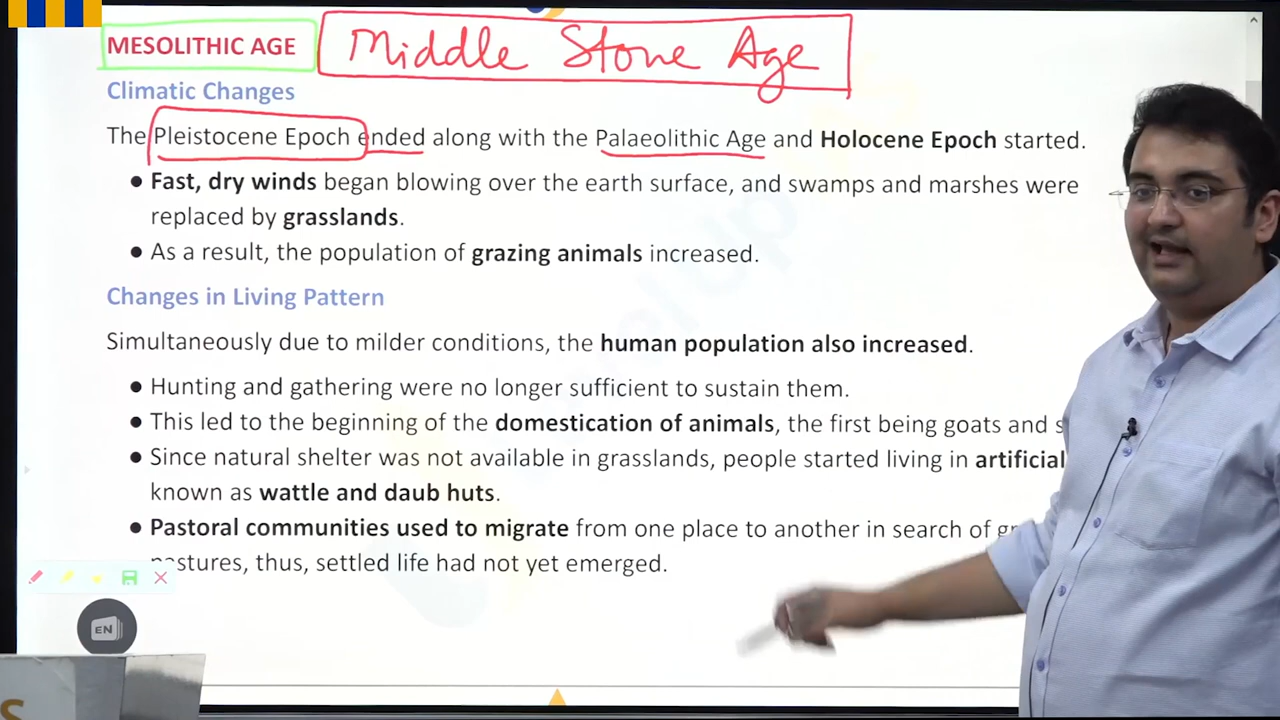 MESOLITHIC AGE Middle Stone Age
Climatic Changes
The Pleistocene Epoch ended along with the Palaeolithic Age and Holocene Epoch started.
● Fast, dry winds began blowing over the earth surface, and swamps and marshes were
replaced by grasslands.
● As a result, the population of grazing animals increased.
Changes in Living Pattern
Simultaneously due to milder conditions, the human population also increased.
● Hunting and gathering were no longer sufficient to sustain them.
● This led to the beginning of the domestication of animals, the first being goats and s
● Since natural shelter was not available in grasslands, people started living in artificial
known as wattle and daub huts.
● Pastoral communities used to migrate from one place to another in search of
pastures, thus, settled life had not yet emerged.
EN
S